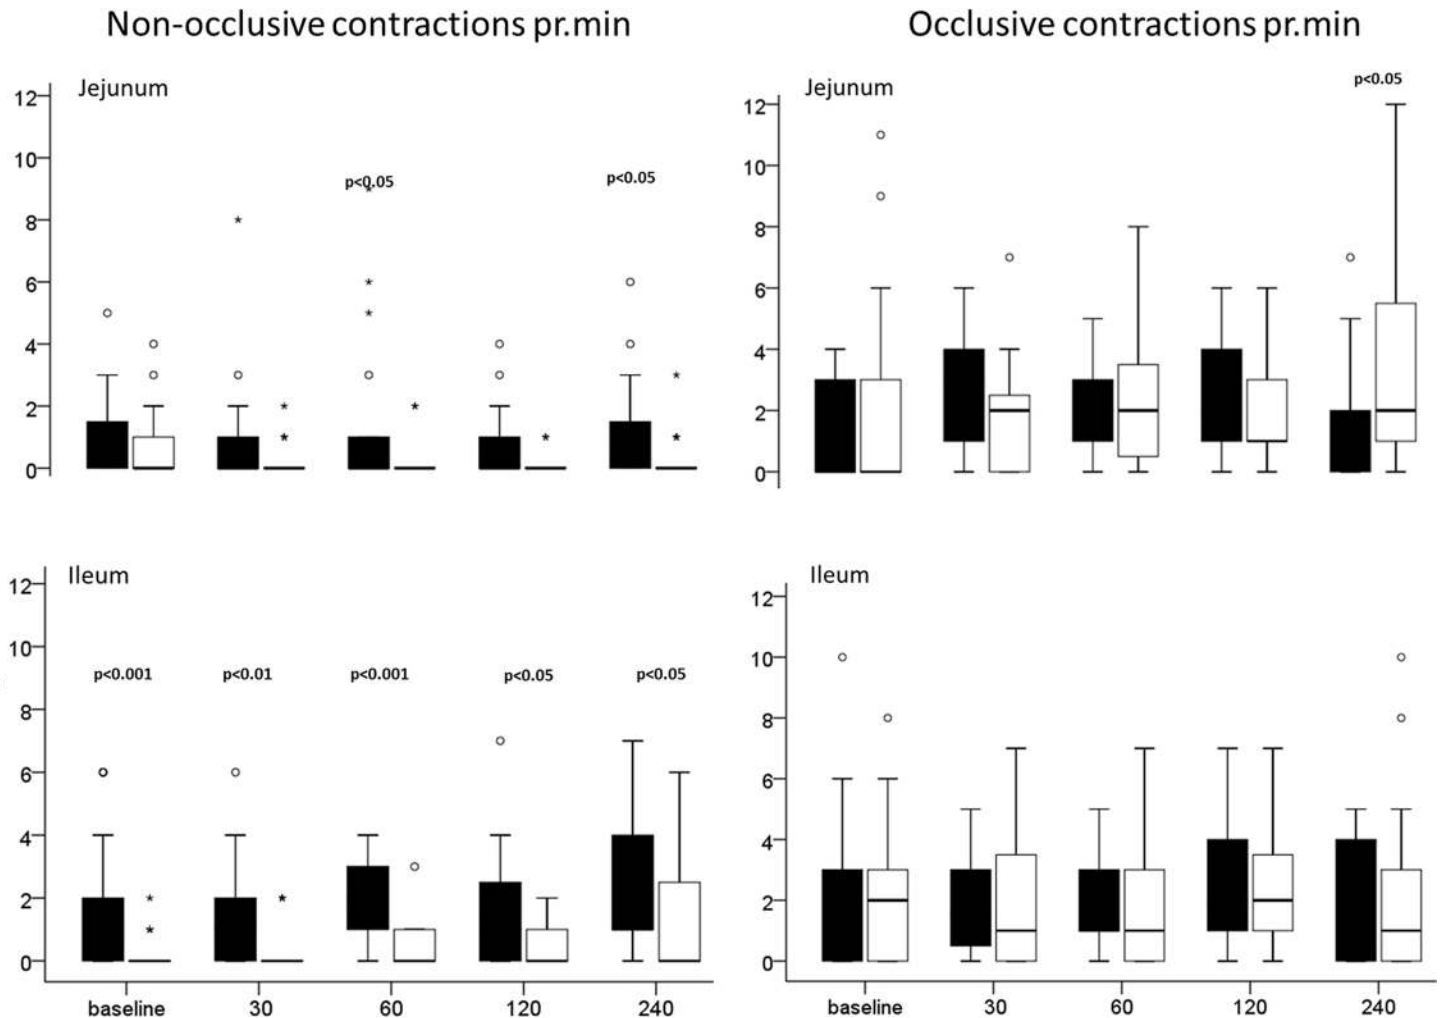 Non-occlusive contractions pr.min
Occlusive contractions pr.min
Jejunum
12
10
8
6
4
2
0
p<0.05
p<0.05
Jejunum
12
10
8
6
4
2
0
p<0.05
Ileum
12
10
8
6
4
2
0
p<0.001
p<0.01
p<0.001
p<0.05
p<0.05
baseline
30
60
120
240
Ileum
12
10
8
6
4
2
0
baseline
30
60
120
240